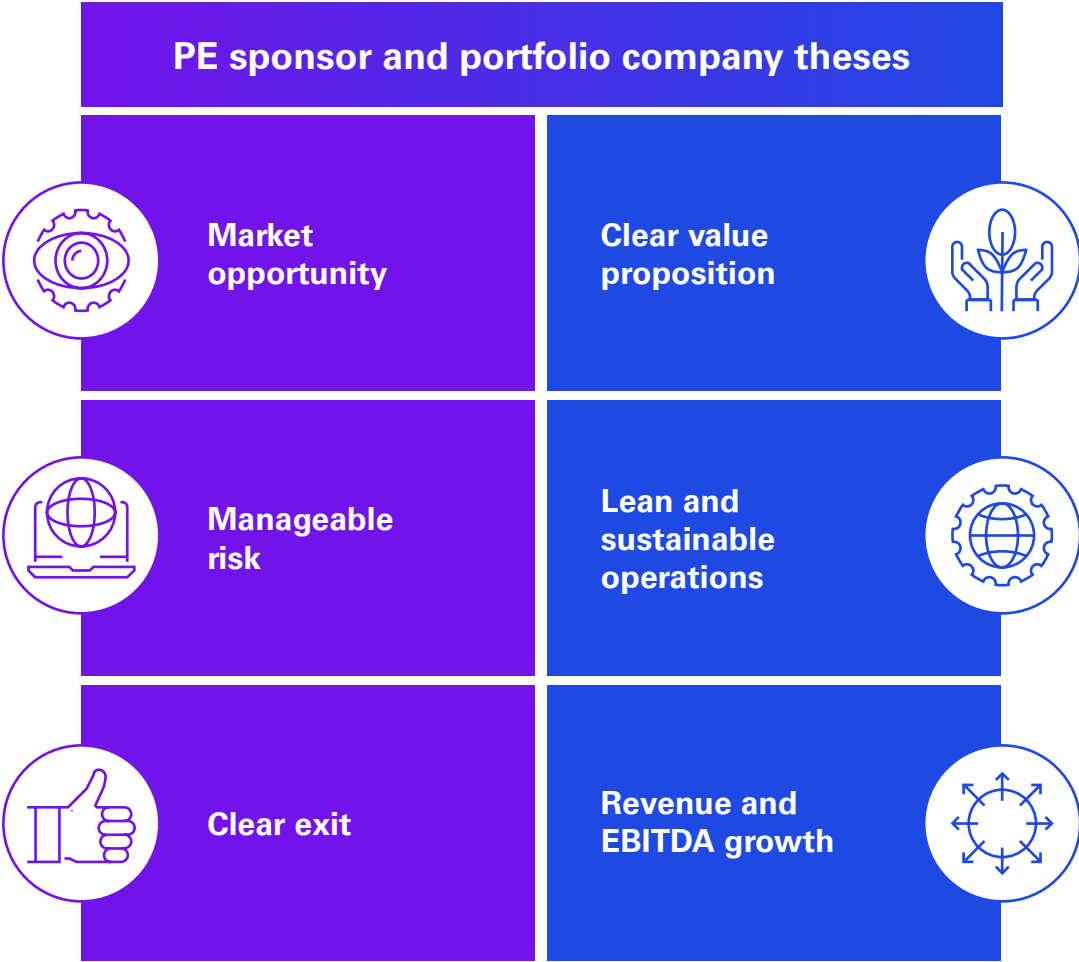 PE sponsor and portfolio company theses
Market
opportunity
Clear value
proposition
Manageable
risk
Lean and
sustainable
operations
Clear exit
Revenue and
EBITDA growth